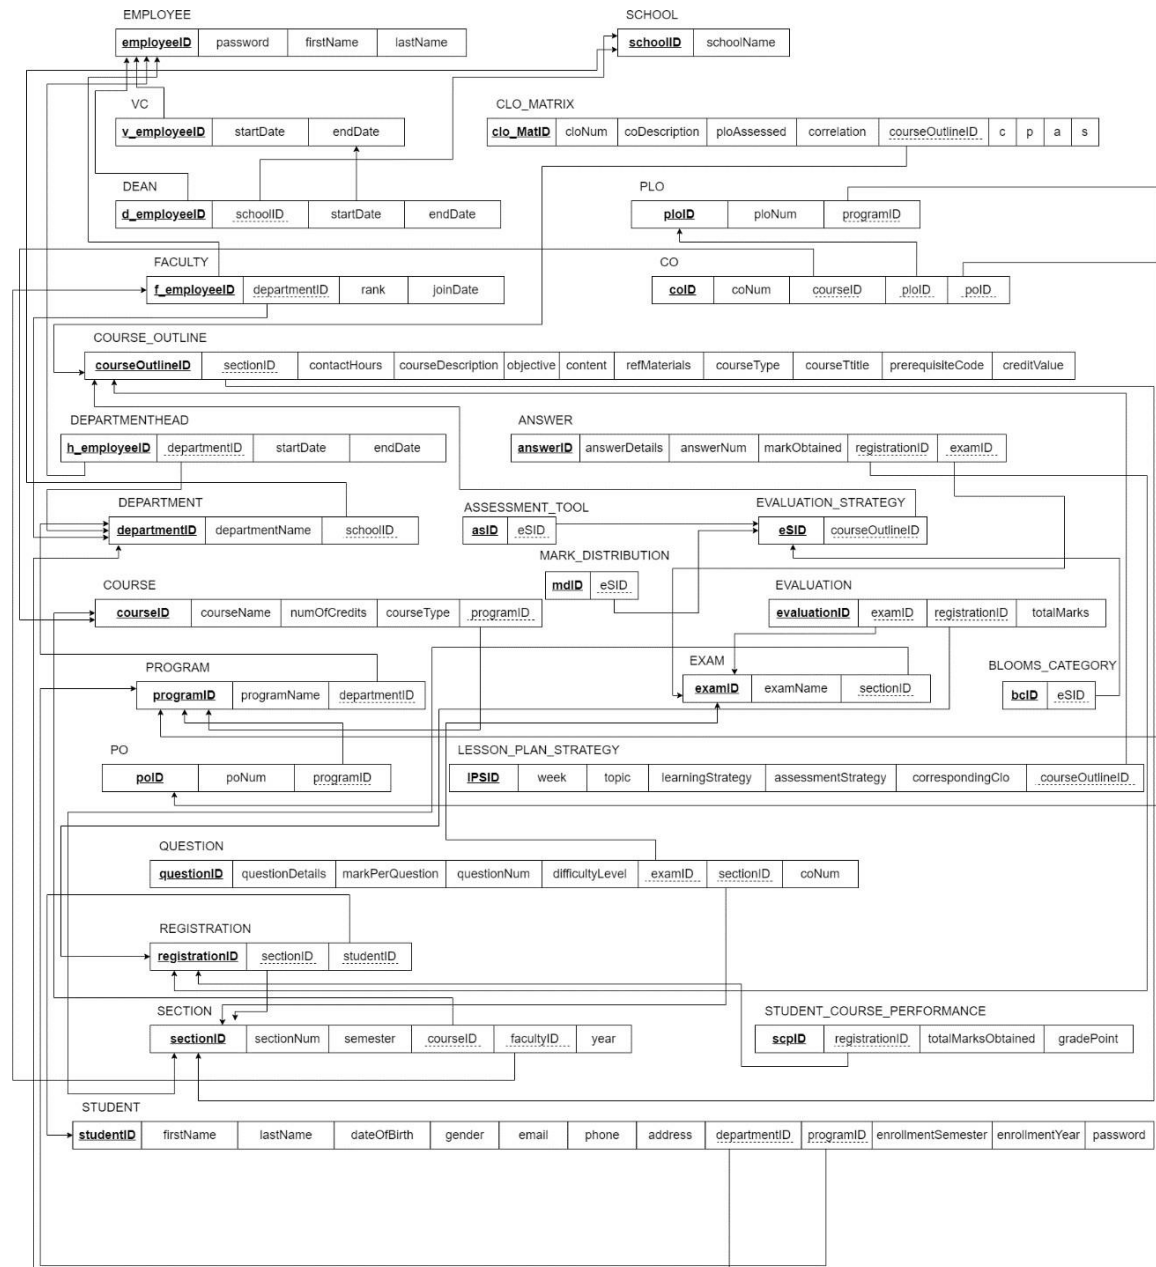 EMPLOYEE
employeeID password firstName lastName
SCHOOL
schoolID schoolName
VC
v_employeeID startDate endDate
CLO_MATRIX
clo_MatID cloNum coDescription ploAssessed correlation courseOutlineID c p a s
DEAN
d_employeeID schoolID startDate endDate
PLO
ploID ploNum programID
FACULTY
f_employeeID departmentID rank joinDate
CO
coID coNum courseID ploID poID
COURSE_OUTLINE
courseOutlineID sectionID contactHours courseDescription objective content refMaterials courseType courseTtitle prerequisiteCode creditValue
DEPARTMENTHEAD
h_employeeID departmentID startDate endDate
ANSWER
answerID answerDetails answerNum markObtained registrationID examID
DEPARTMENT
departmentID departmentName schoolID
ASSESSMENT_TOOL
asID eSID
EVALUATION_STRATEGY
eSID courseOutlineID
MARK_DISTRIBUTION
mdID eSID
COURSE
courseID courseName numOfCredits courseType programID
EVALUATION
evaluationID examID registrationID totalMarks
PROGRAM
programID programName departmentID
EXAM
examID examName sectionID
BLOOMS_CATEGORY
bcID eSID
PO
poID poNum programID
LESSON_PLAN_STRATEGY
lPSID week topic learningStrategy assessmentStrategy correspondingClo courseOutlineID
QUESTION
questionID questionDetails markPerQuestion questionNum difficultyLevel examID sectionID coNum
REGISTRATION
registrationID sectionID studentID
SECTION
sectionID sectionNum semester courseID facultyID year
STUDENT_COURSE_PERFORMANCE
scpID registrationID totalMarksObtained gradePoint
STUDENT
studentID firstName lastName dateOfBirth gender email phone address departmentID programID enrollmentSemester enrollmentYear password